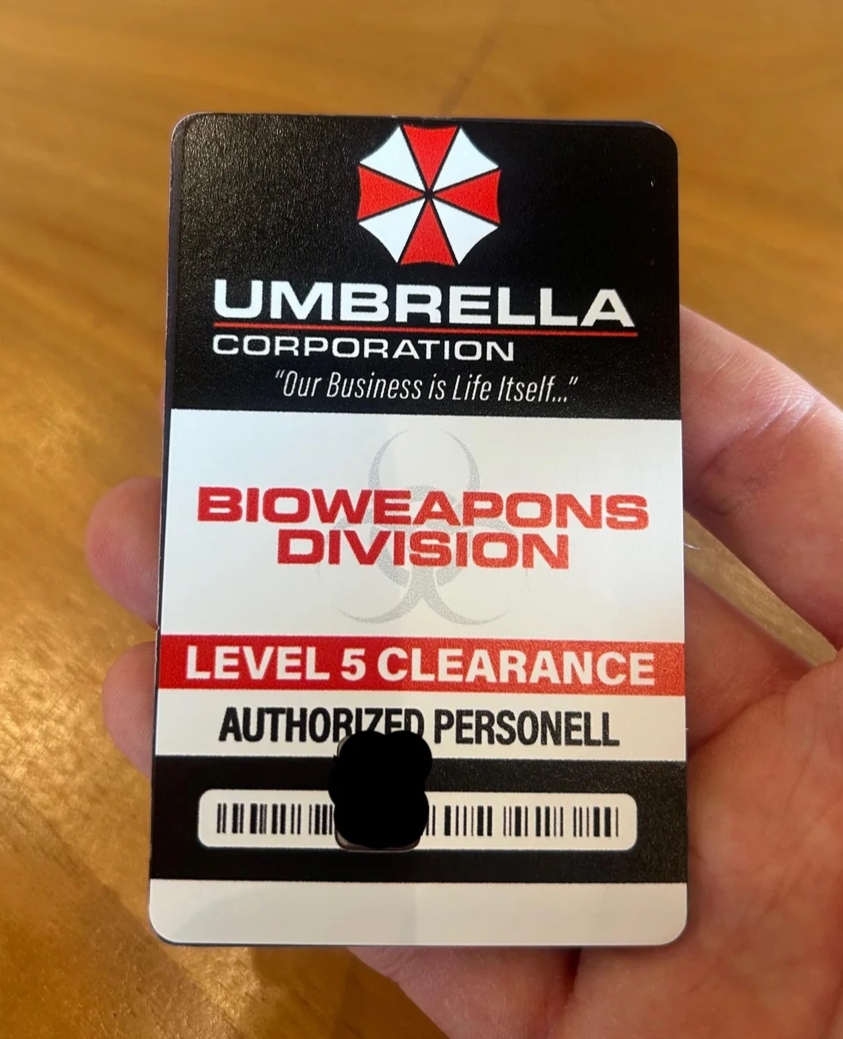 UMBRELLA
CORPORATION
"Our Business is Life Itself..."
BIOWEAPONS
DIVISION
LEVEL 5 CLEARANCE
AUTHORIZED PERSONELL